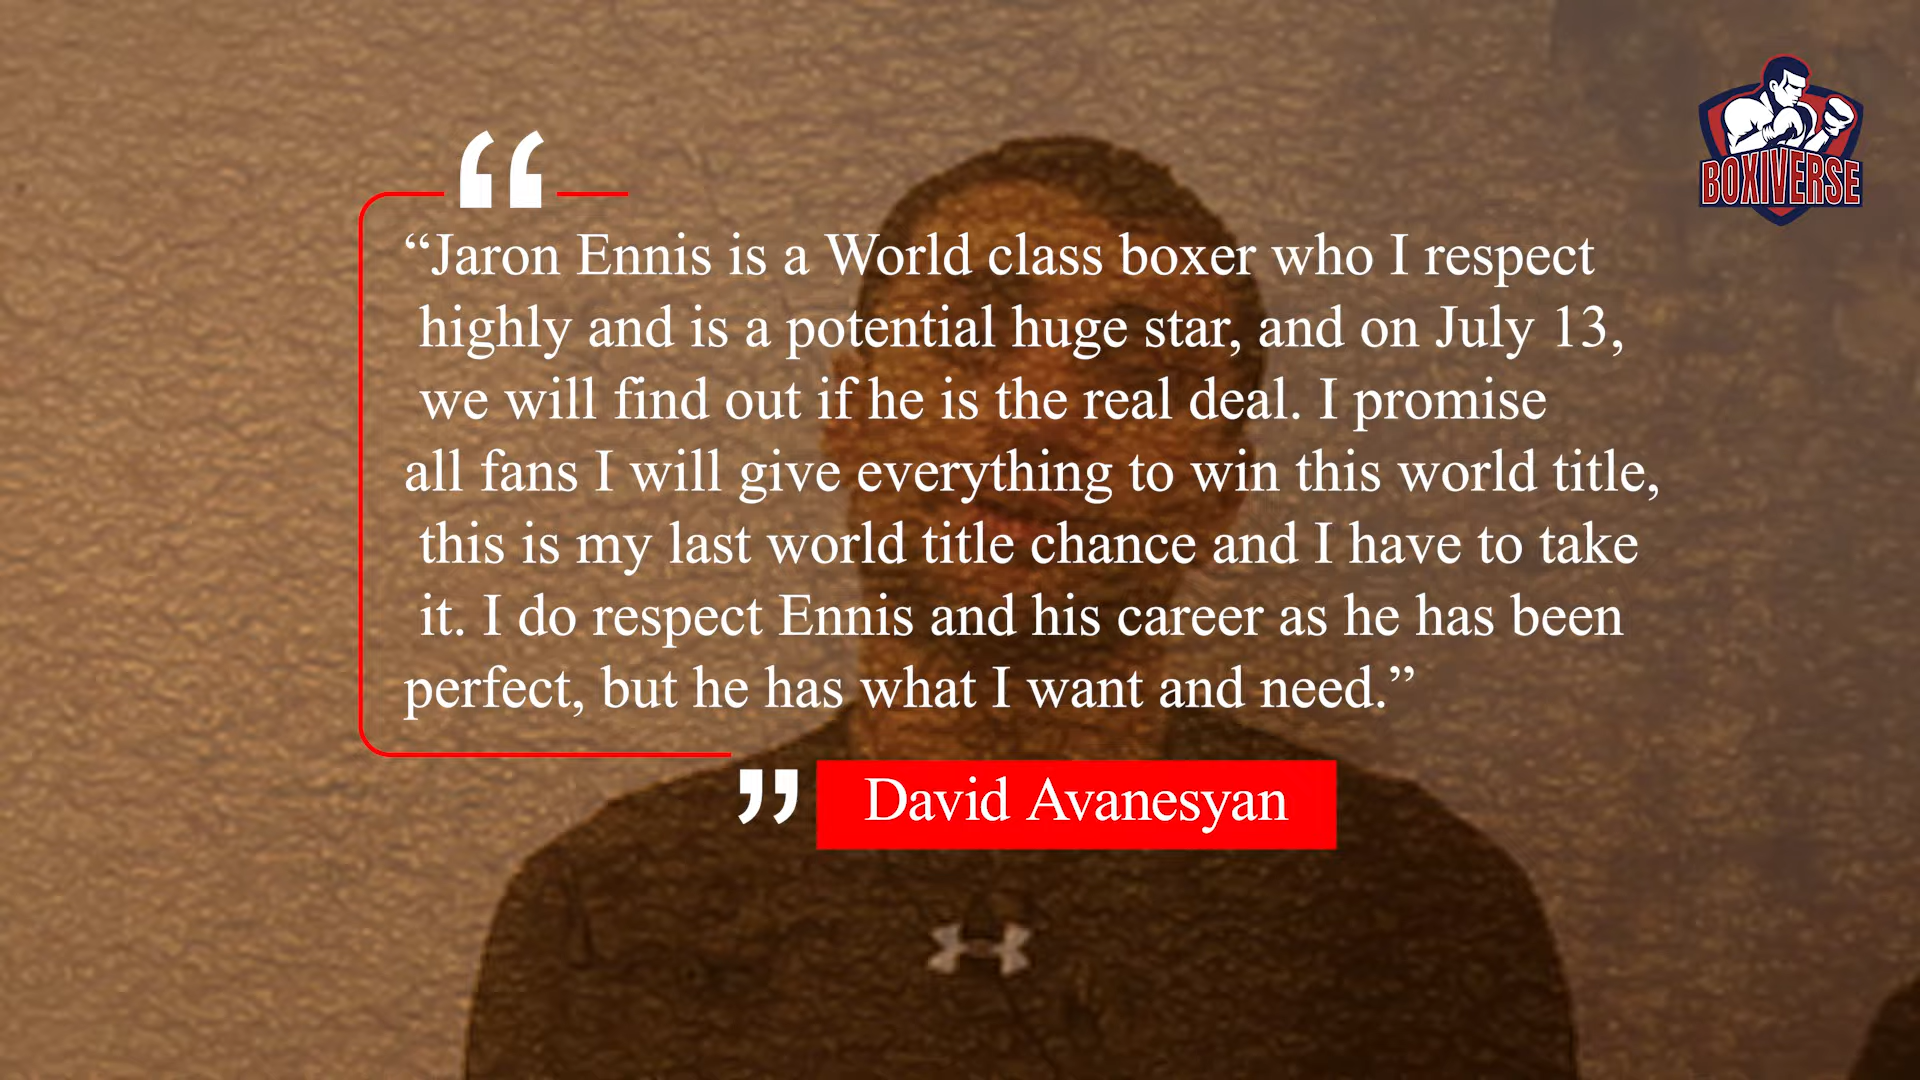 BOXIVERSE
“Jaron Ennis is a World class boxer who I respect
highly and is a potential huge star, and on July 13,
we will find out if he is the real deal. I promise
all fans I will give everything to win this world title,
this is my last world title chance and I have to take
it. I do respect Ennis and his career as he has been
perfect, but he has what I want and need.”
David Avanesyan